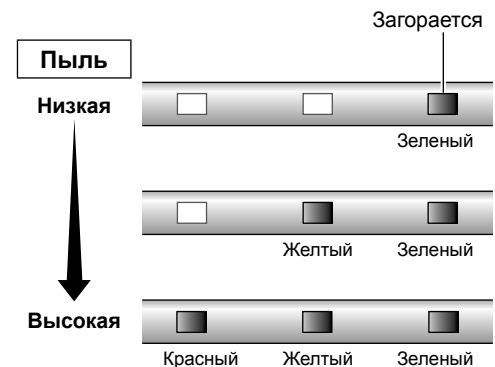 Загорается
Пыль
Низкая
Зеленый
Желтый Зеленый
Высокая
Красный Желтый Зеленый